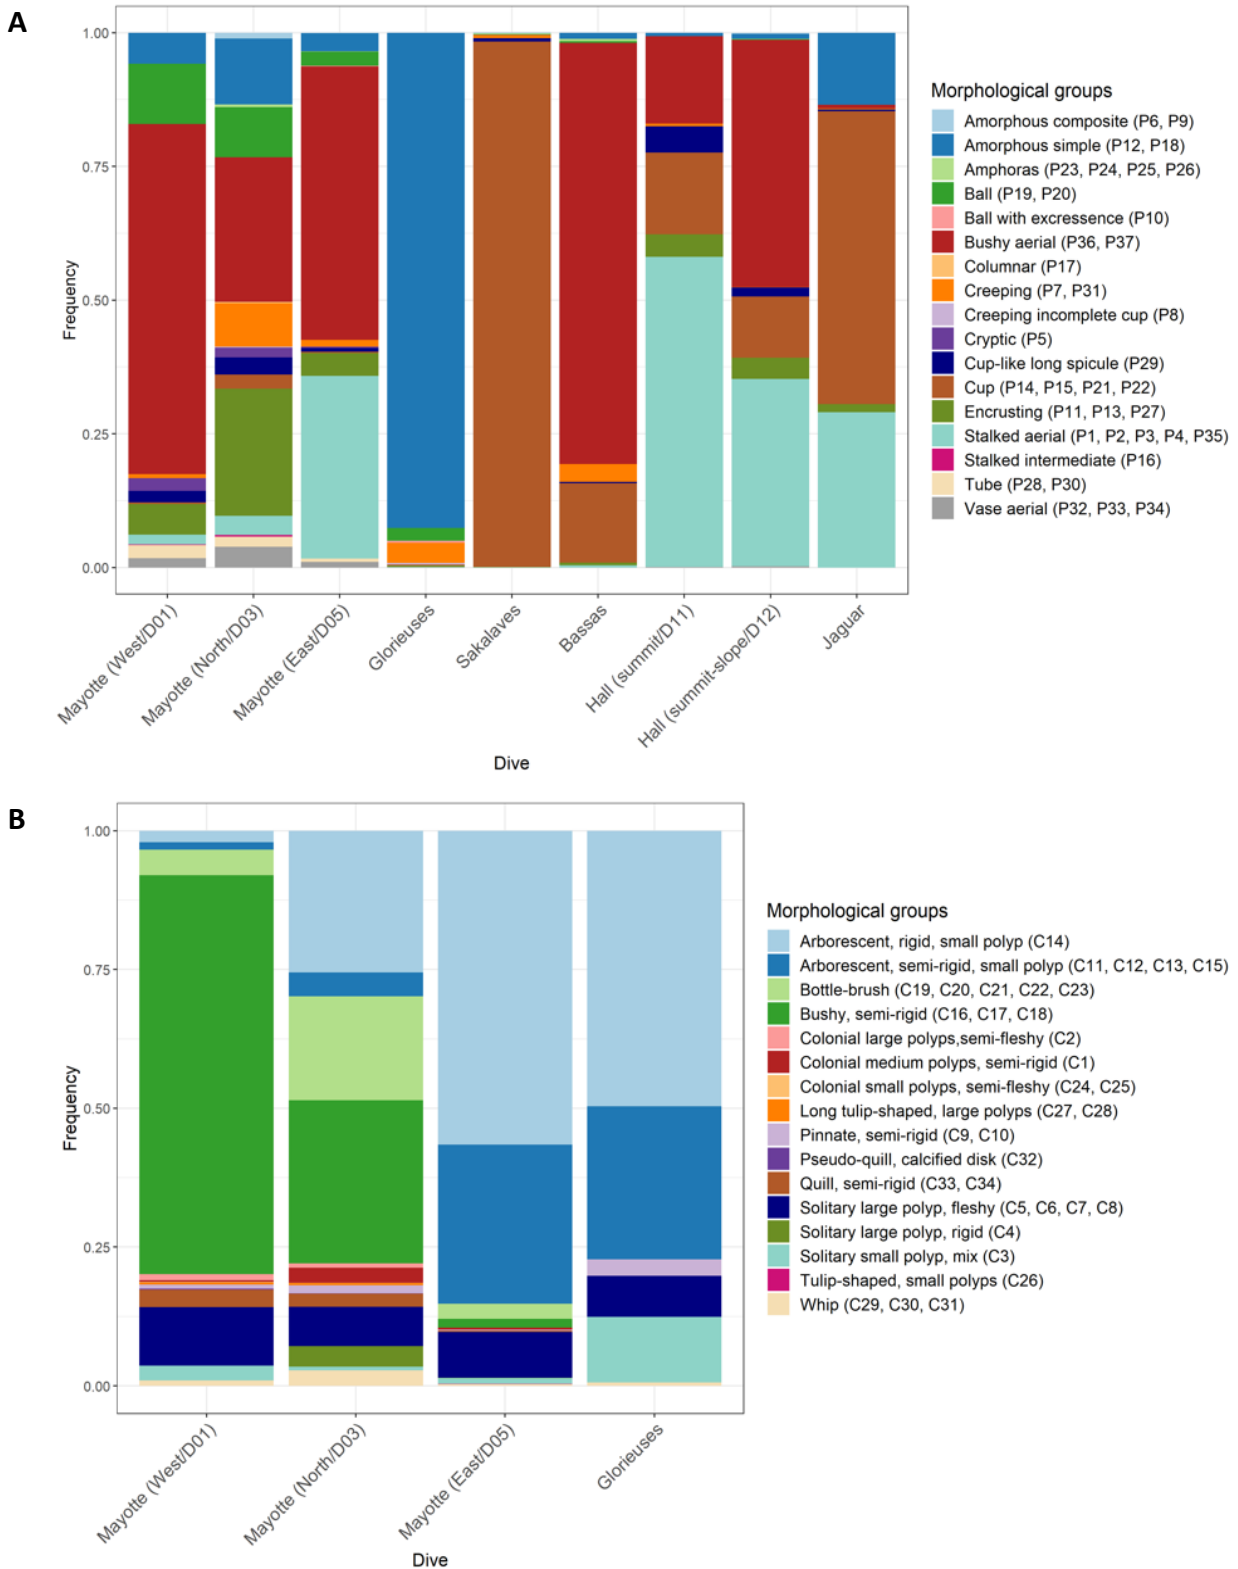 A
1.00
0.75
0.50
0.25
0.00
Frequency
Mayotte (West/D01)
Mayotte (North/D03)
Mayotte (East/D05)
Glorieuses
Sakalaves
Bassas
Hall (summit/D11)
Hall (summit-slope/D12)
Jaguar
Dive
Morphological groups
Amorphous composite (P6, P9)
Amorphous simple (P12, P18)
Amphoras (P23, P24, P25, P26)
Ball (P19, P20)
Ball with excressence (P10)
Bushy aerial (P36, P37)
Columnar (P17)
Creeping (P7, P31)
Creeping incomplete cup (P8)
Cryptic (P5)
Cup-like long spicule (P29)
Cup (P14, P15, P21, P22)
Encrusting (P11, P13, P27)
Stalked aerial (P1, P2, P3, P4, P35)
Stalked intermediate (P16)
Tube (P28, P30)
Vase aerial (P32, P33, P34)
B
1.00
0.75
0.50
0.25
0.00
Frequency
Mayotte (West/D01)
Mayotte (North/D03)
Mayotte (East/D05)
Glorieuses
Dive
Morphological groups
Arborescent, rigid, small polyp (C14)
Arborescent, semi-rigid, small polyp (C11, C12, C13, C15)
Bottle-brush (C19, C20, C21, C22, C23)
Bushy, semi-rigid (C16, C17, C18)
Colonial large polyps,semi-fleshy (C2)
Colonial medium polyps, semi-rigid (C1)
Colonial small polyps, semi-fleshy (C24, C25)
Long tulip-shaped, large polyps (C27, C28)
Pinnate, semi-rigid (C9, C10)
Pseudo-quill, calcified disk (C32)
Quill, semi-rigid (C33, C34)
Solitary large polyp, fleshy (C5, C6, C7, C8)
Solitary large polyp, rigid (C4)
Solitary small polyp, mix (C3)
Tulip-shaped, small polyps (C26)
Whip (C29, C30, C31)